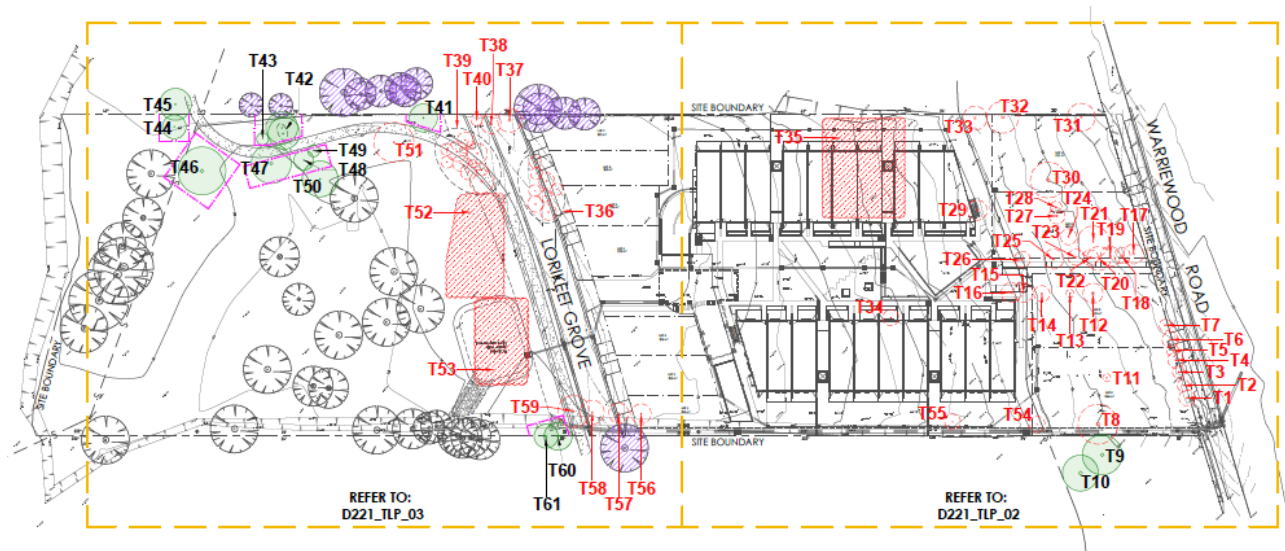 T43
T42
T39
T38
T40
T37
T45
T44
T41
SITE BOUNDARY
T33
T32
T31
WARRIEWOOD
ROAD
T35
T51
T49
T48
T47
T46
T50
T30
T52
T36
T29
T28
T27
T24
T21
T17
T23
T19
T25
T26
SITE BOUNDARY
LORIKEET GROVE
T15
T16
T22
T20
T18
T34
T14
T13
T12
T7
T6
T5
T4
T3
T2
T1
SITE BOUNDARY
T53
T11
T59
T55
T54
T8
SITE BOUNDARY
T60
T61
T58
T57
T56
T9
T10
REFER TO:
D221_TLP_03
REFER TO:
D221_TLP_02